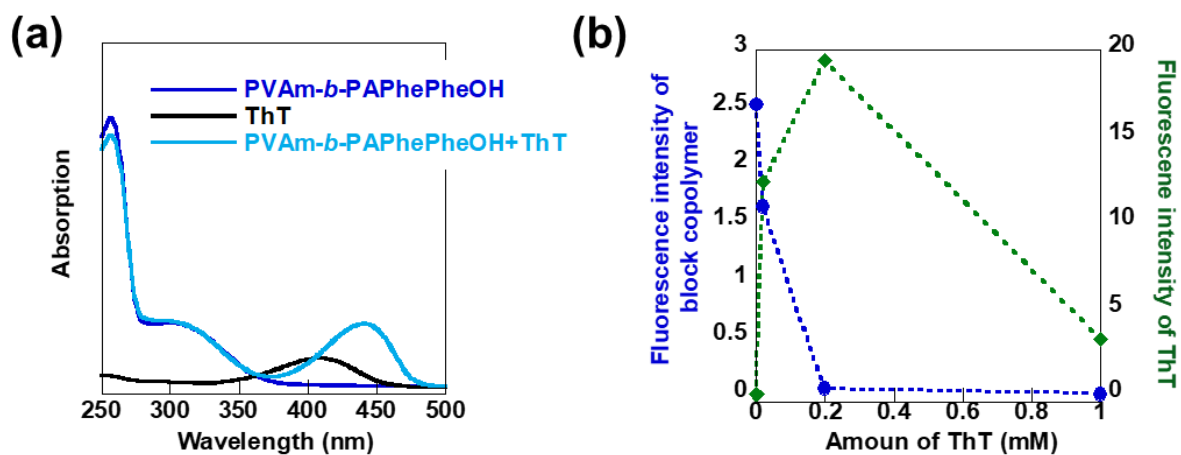 (a)
PVAm-b-PAPhePheOH
ThT
PVAm-b-PAPhePheOH+ThT
Absorption
250 300 350 400 450 500
Wavelength (nm)
(b)
Fluorescence intensity of
block copolymer
3
2.5
2
1.5
1
0.5
0
20
15
10
5
0
Fluorescene intensity of ThT
0 0.2 0.4 0.6 0.8 1
Amoun of ThT (mM)